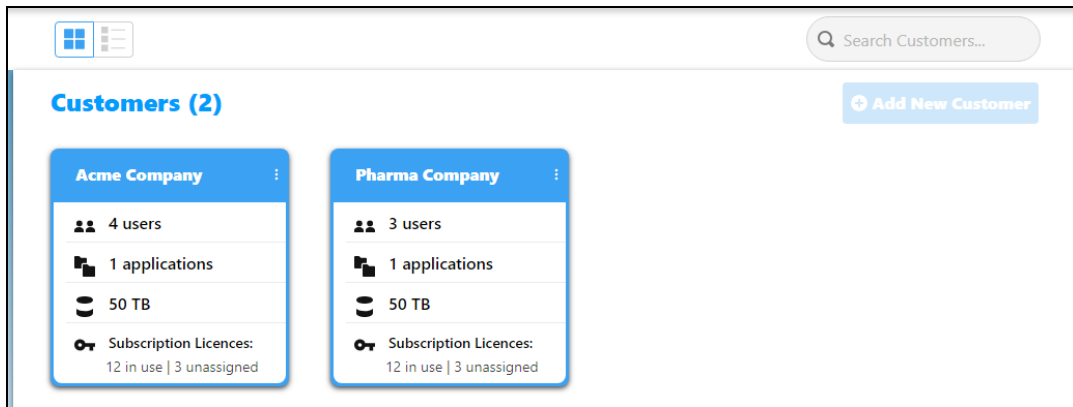 Search Customers...
Customers (2)
Add New Customer
Acme Company
4 users
1 applications
50 TB
Subscription Licences:
12 in use | 3 unassigned
Pharma Company
3 users
1 applications
50 TB
Subscription Licences:
12 in use | 3 unassigned